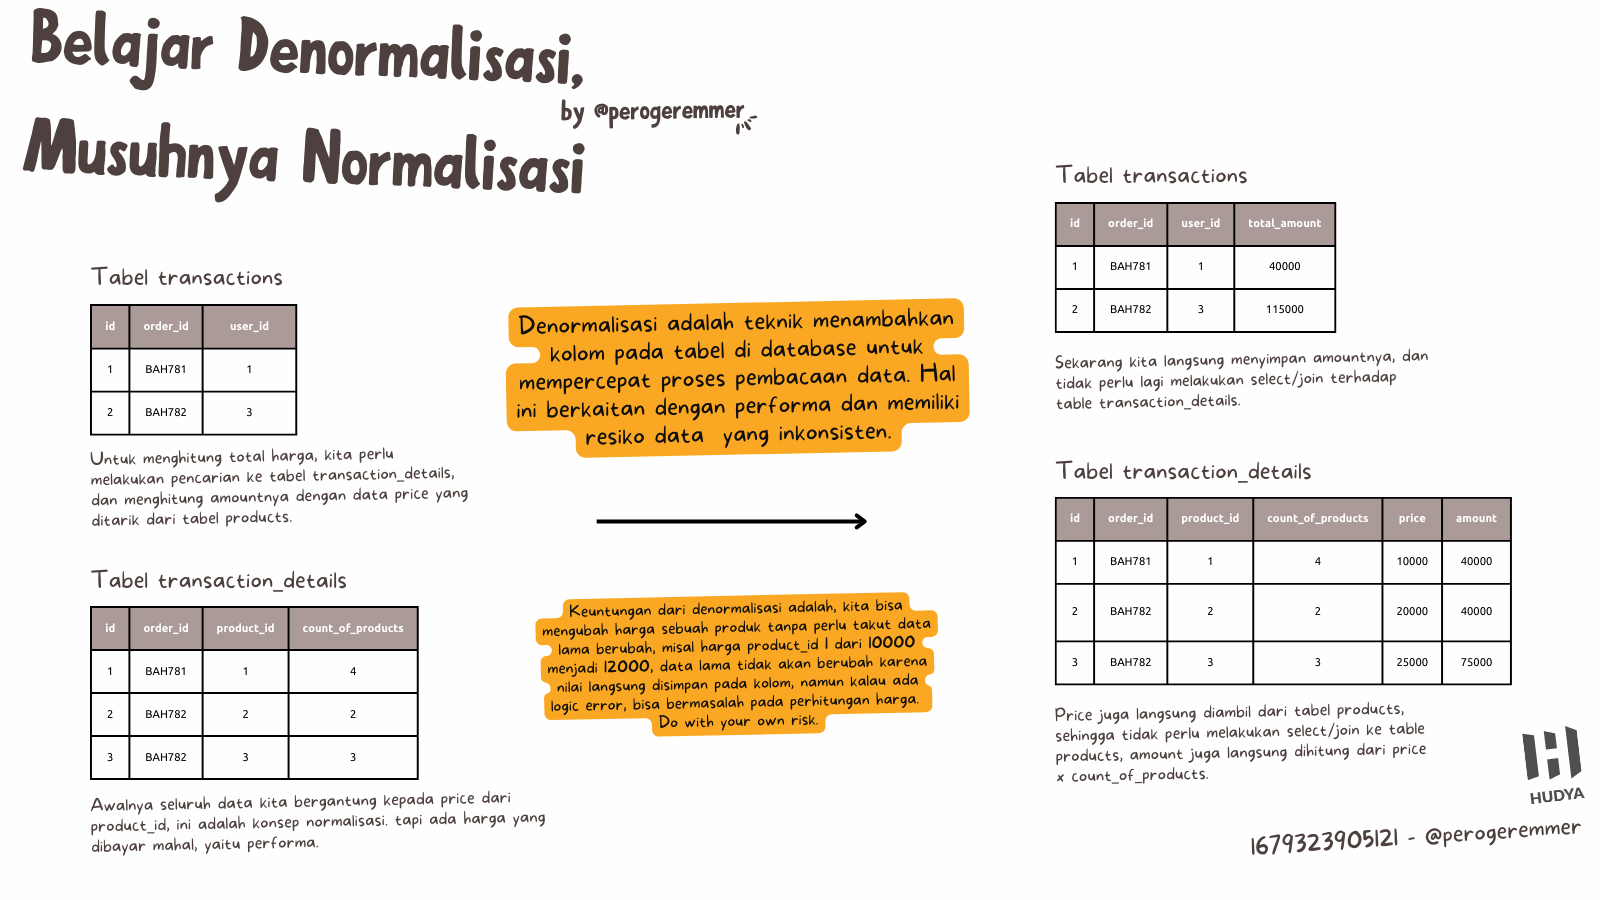 Belajar Denormalisasi,
by @perogeremmer
Musuhnya Normalisasi
Tabel transactions
id order_id user_id
1 BAH781 1
2 BAH782 3
Untuk menghitung total harga, kita perlu
melakukan pencarian ke tabel transaction_details,
dan menghitung amountnya dengan data price yang
ditarik dari tabel products.
Tabel transaction_details
id order_id product_id count_of_products
1 BAH781 1 4
2 BAH782 2 2
3 BAH782 3 3
Awalnya seluruh data kita bergantung kepada price dari
product_id, ini adalah konsep normalisasi. tapi ada harga yang
dibayar mahal, yaitu performa.
Denormalisasi adalah teknik menambahkan
kolom pada tabel di database untuk
mempercepat proses pembacaan data. Hal
ini berkaitan dengan performa dan memiliki
resiko data yang inkonsisten.
Keuntungan dari denormalisasi adalah, kita bisa
mengubah harga sebuah produk tanpa perlu takut data
lama berubah, misal harga product_id 1 dari 10000
menjadi 12000, data lama tidak akan berubah karena
nilai langsung disimpan pada kolom, namun kalau ada
logic error, bisa bermasalah pada perhitungan harga.
Do with your own risk.
Tabel transactions
id order_id user_id total_amount
1 BAH781 1 40000
2 BAH782 3 115000
Sekarang kita langsung menyimpan amountnya, dan
tidak perlu lagi melakukan select/join terhadap
table transaction_details.
Tabel transaction_details
id order_id product_id count_of_products price amount
1 BAH781 1 4 10000 40000
2 BAH782 2 2 20000 40000
3 BAH782 3 3 25000 75000
Price juga langsung diambil dari tabel products,
sehingga tidak perlu melakukan select/join ke table
products, amount juga langsung dihitung dari price
x count_of_products.
HUDYA
1679323905121 - @perogeremmer